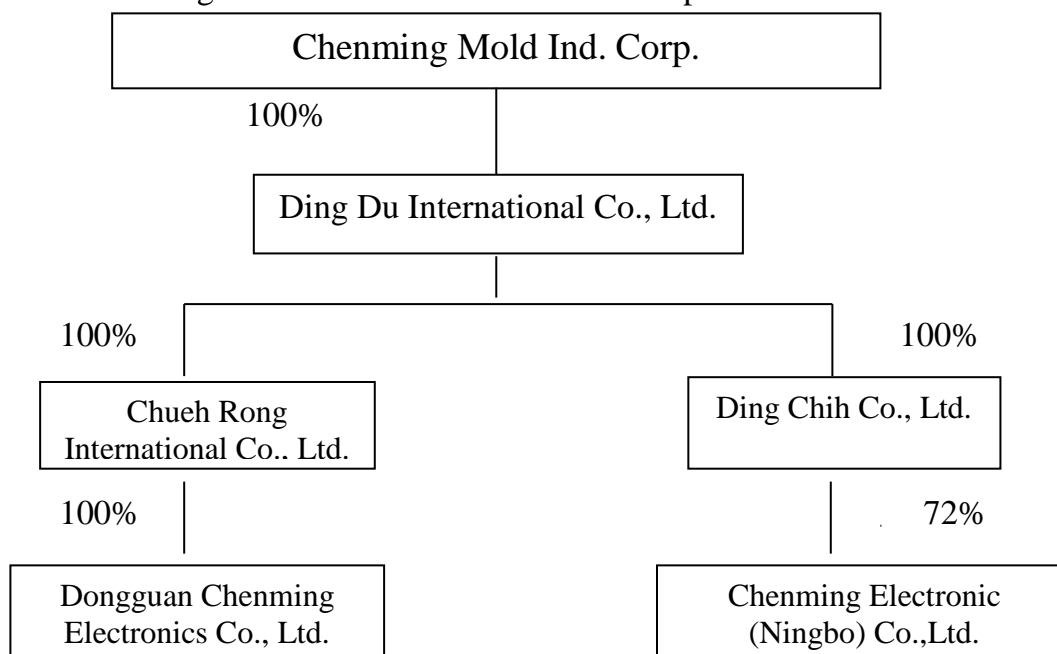 Chenming Mold Ind. Corp.
100%
Ding Du International Co., Ltd.
100%
100%
Chueh Rong
International Co., Ltd.
Ding Chih Co., Ltd.
100%
72%
Dongguan Chenming
Electronics Co., Ltd.
Chenming Electronic
(Ningbo) Co.,Ltd.